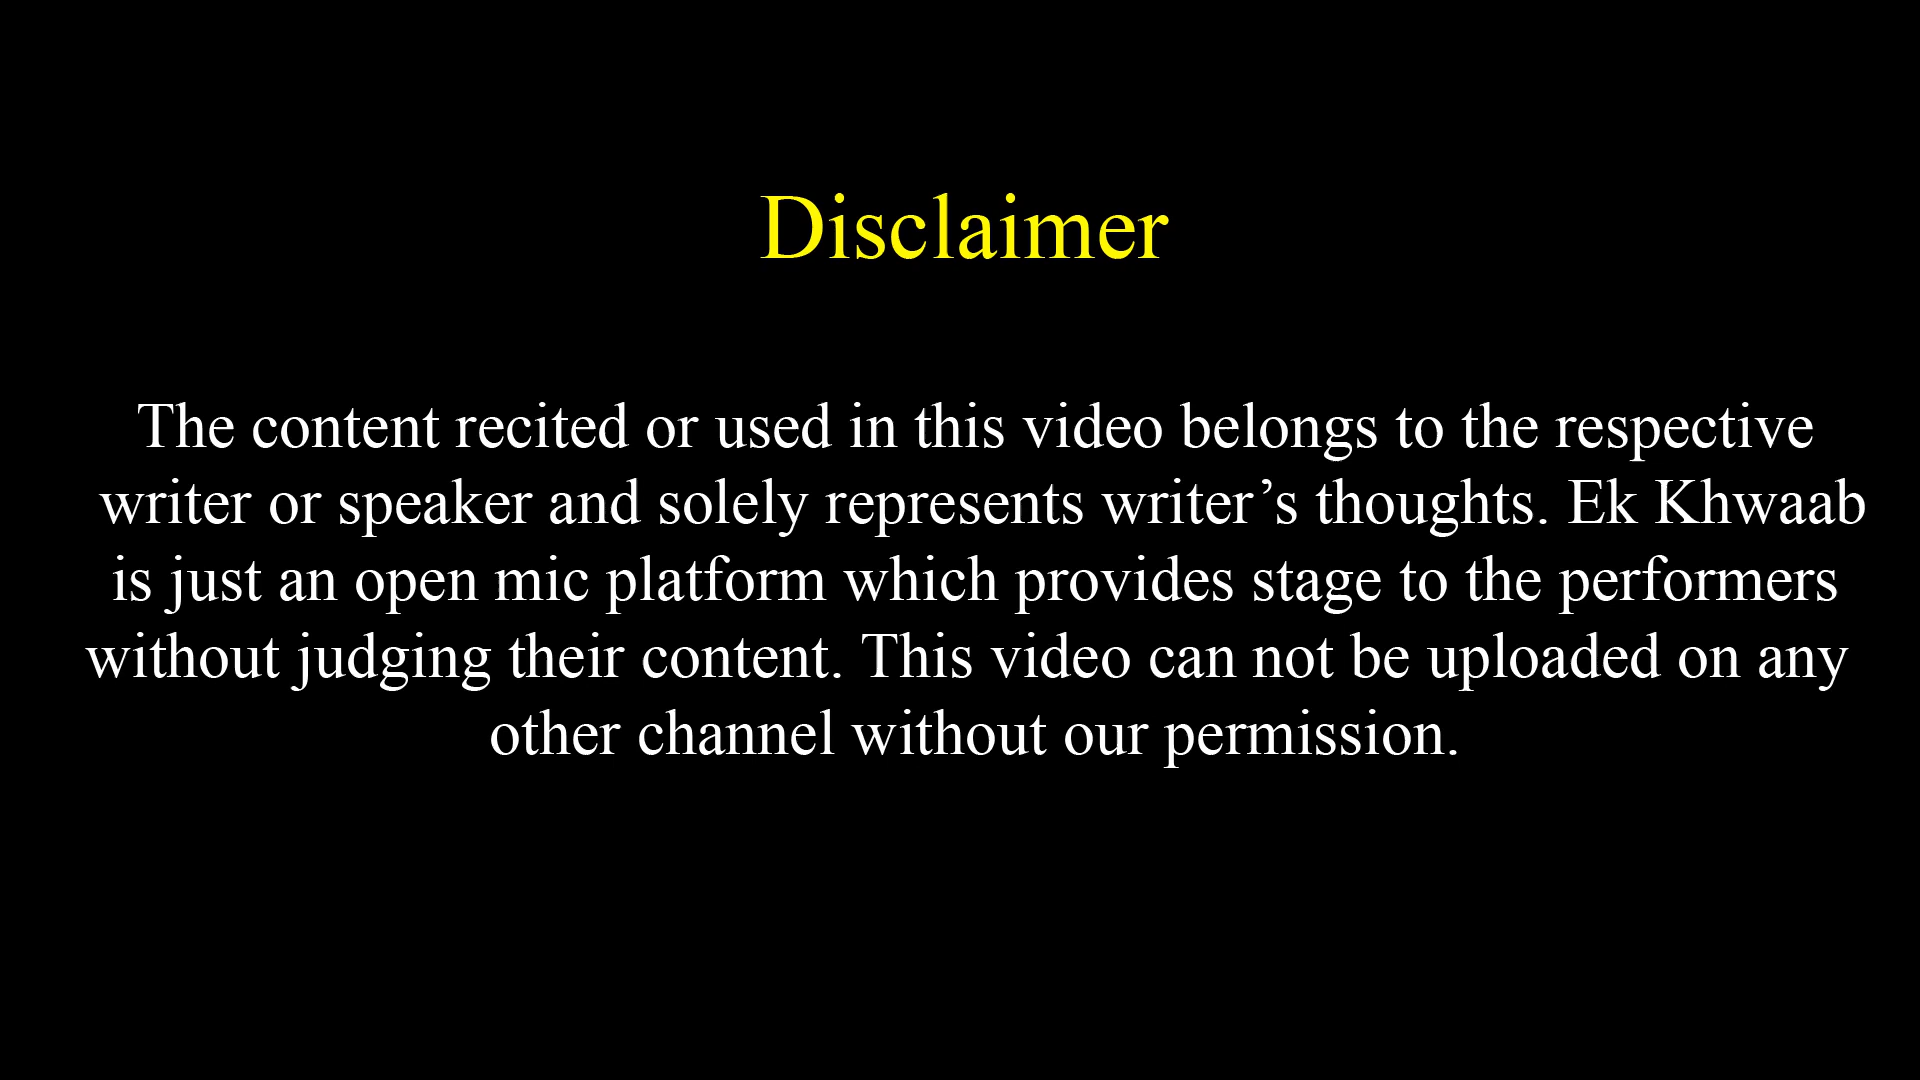 Disclaimer
The content recited or used in this video belongs to the respective
writer or speaker and solely represents writer’s thoughts. Ek Khwaab
is just an open mic platform which provides stage to the performers
without judging their content. This video can not be uploaded on any
other channel without our permission.